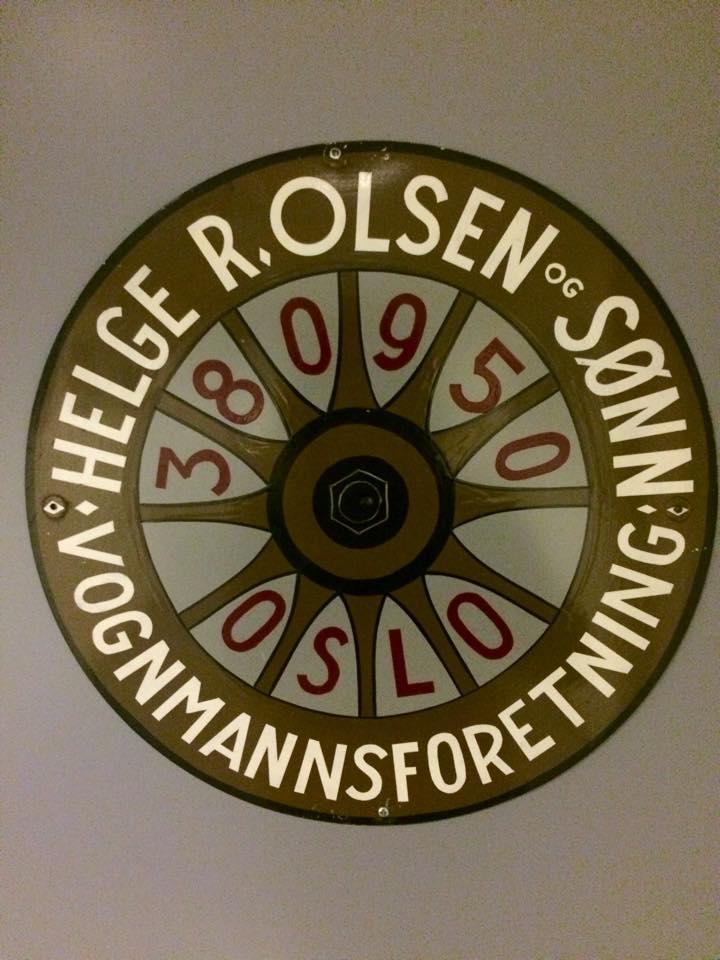 HELGE R. OLSEN OG SØNN
VOGNMANNSFORETNING
380950
OSLO